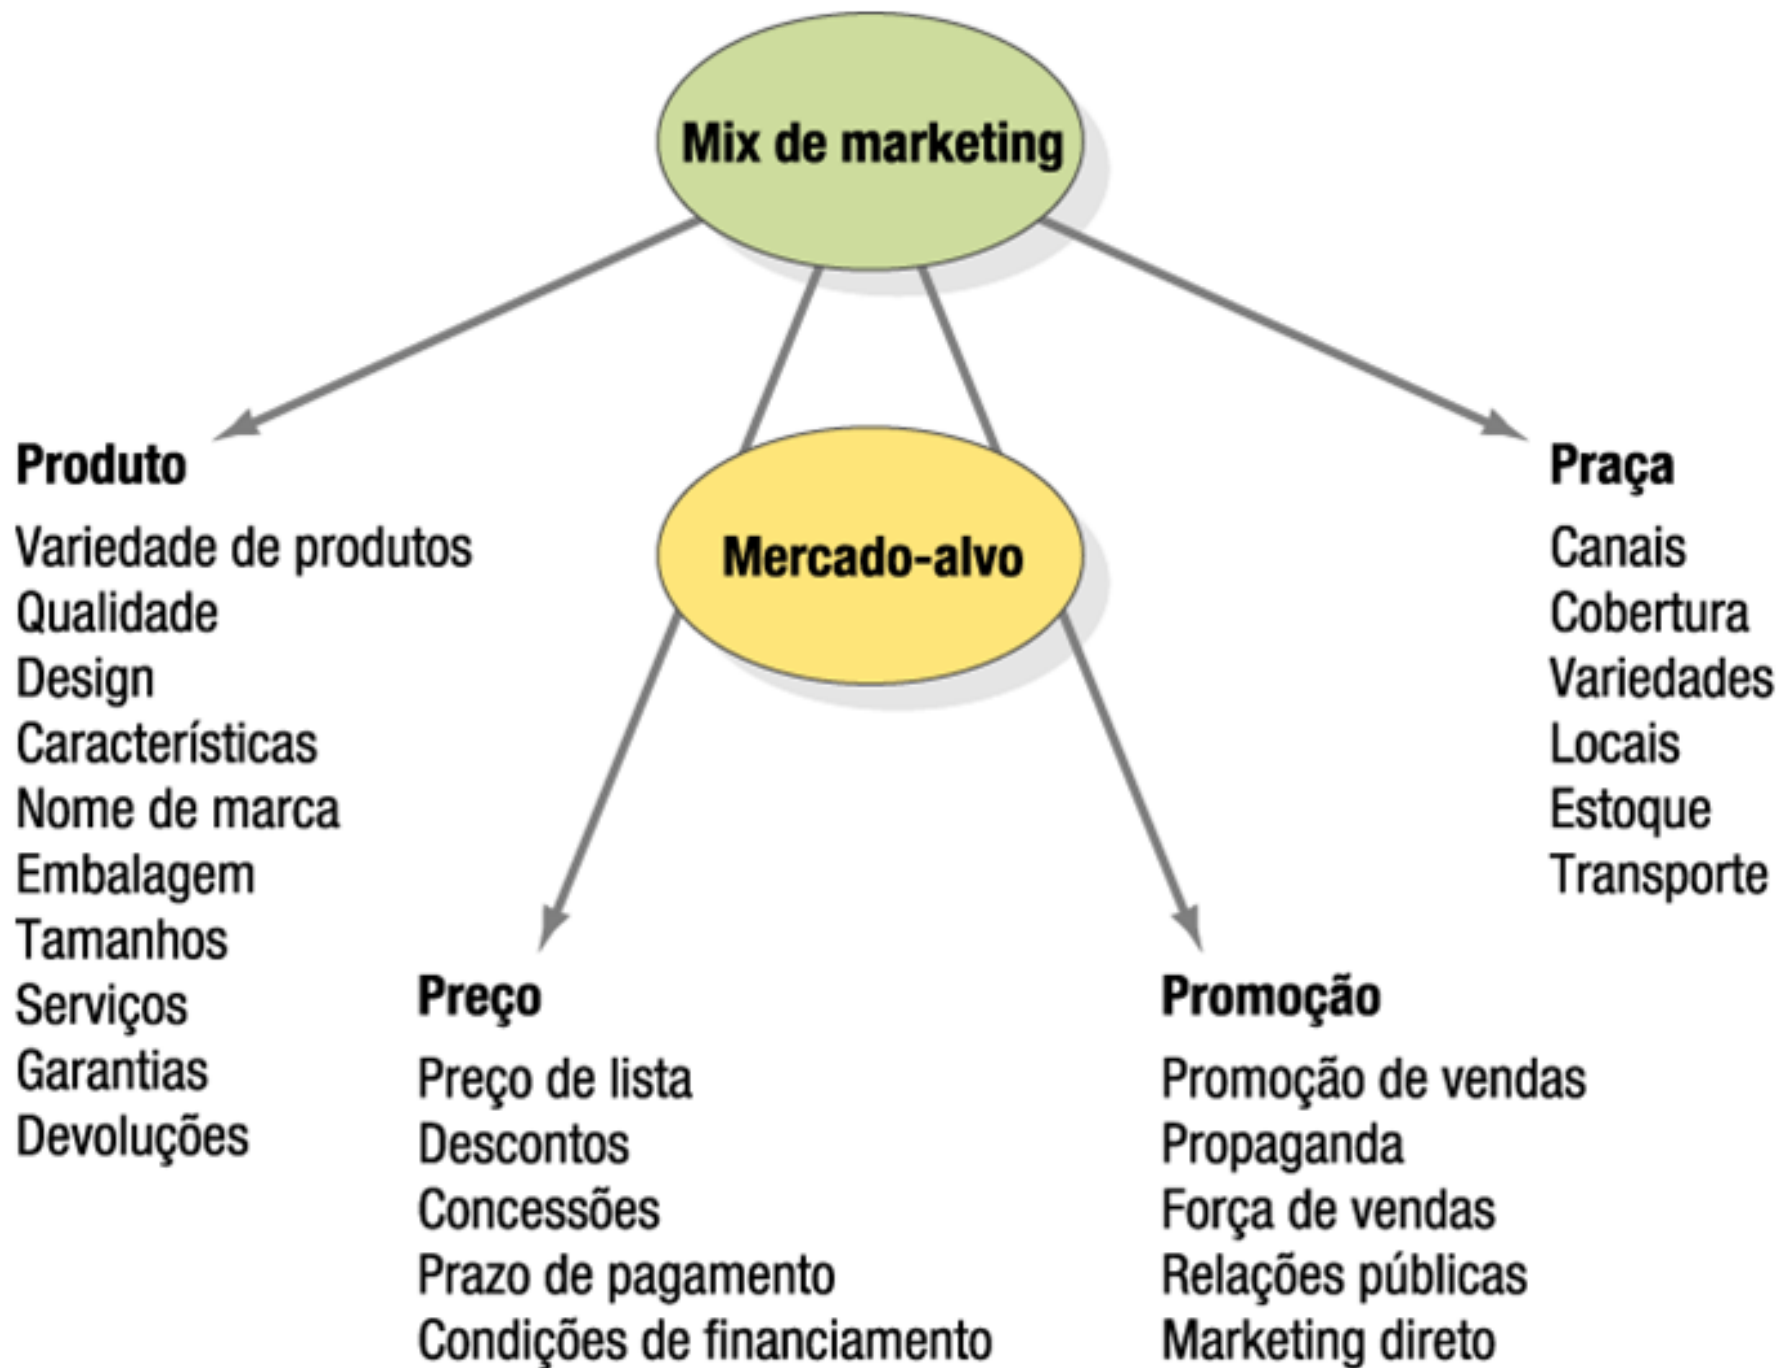 Mix de marketing
Mercado-alvo
Produto
Variedade de produtos
Qualidade
Design
Características
Nome de marca
Embalagem
Tamanhos
Serviços
Garantias
Devoluções
Preço
Preço de lista
Descontos
Concessões
Prazo de pagamento
Condições de financiamento
Promoção
Promoção de vendas
Propaganda
Força de vendas
Relações públicas
Marketing direto
Praça
Canais
Cobertura
Variedades
Locais
Estoque
Transporte